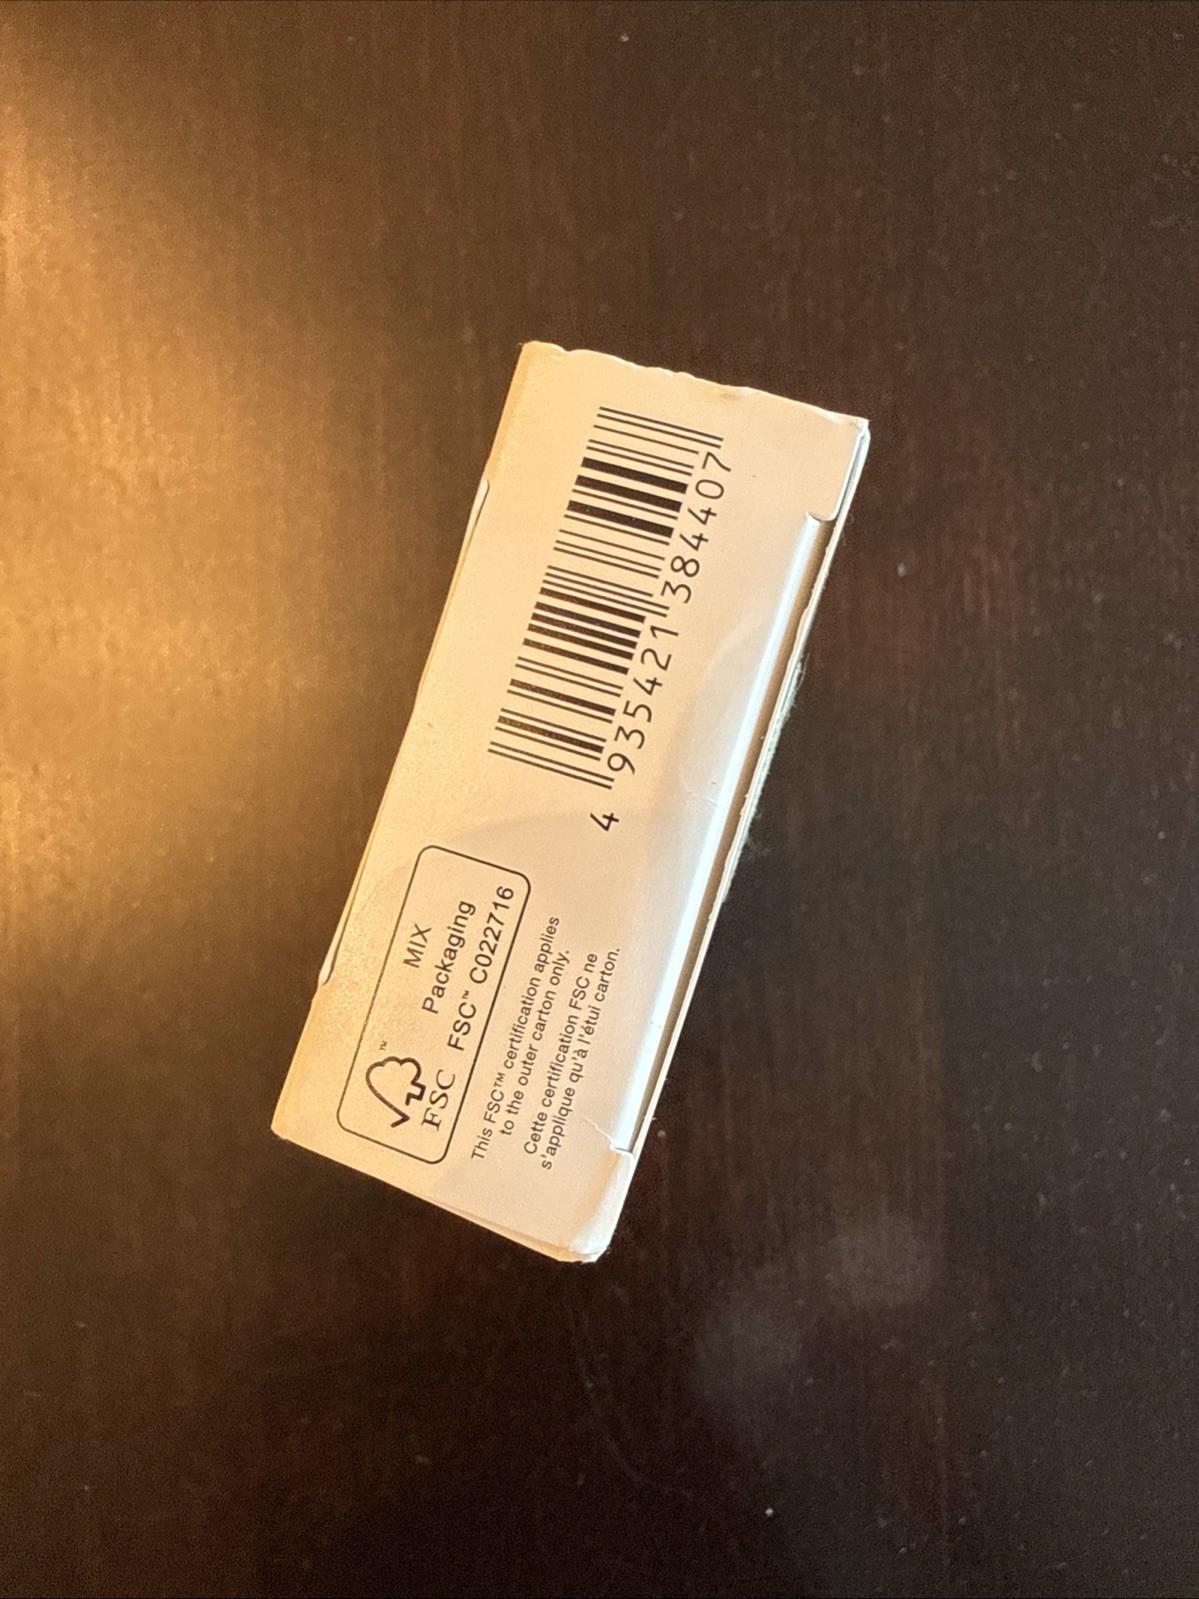 MIX
Packaging
FSC™ C022716
™
FSC
This FSC™ certification applies
to the outer carton only.
Cette certification FSC ne
s'applique qu'à l'étui carton.
4 935421 384407